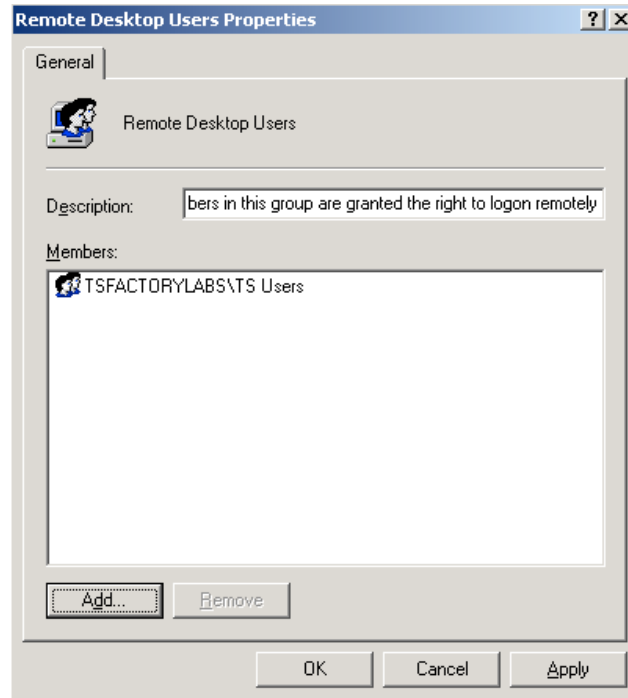 Remote Desktop Users Properties
General
Remote Desktop Users
Description:
bers in this group are granted the right to logon remotely
Members:
TSFACTORYLABS\TS Users
Add...
Remove
OK
Cancel
Apply